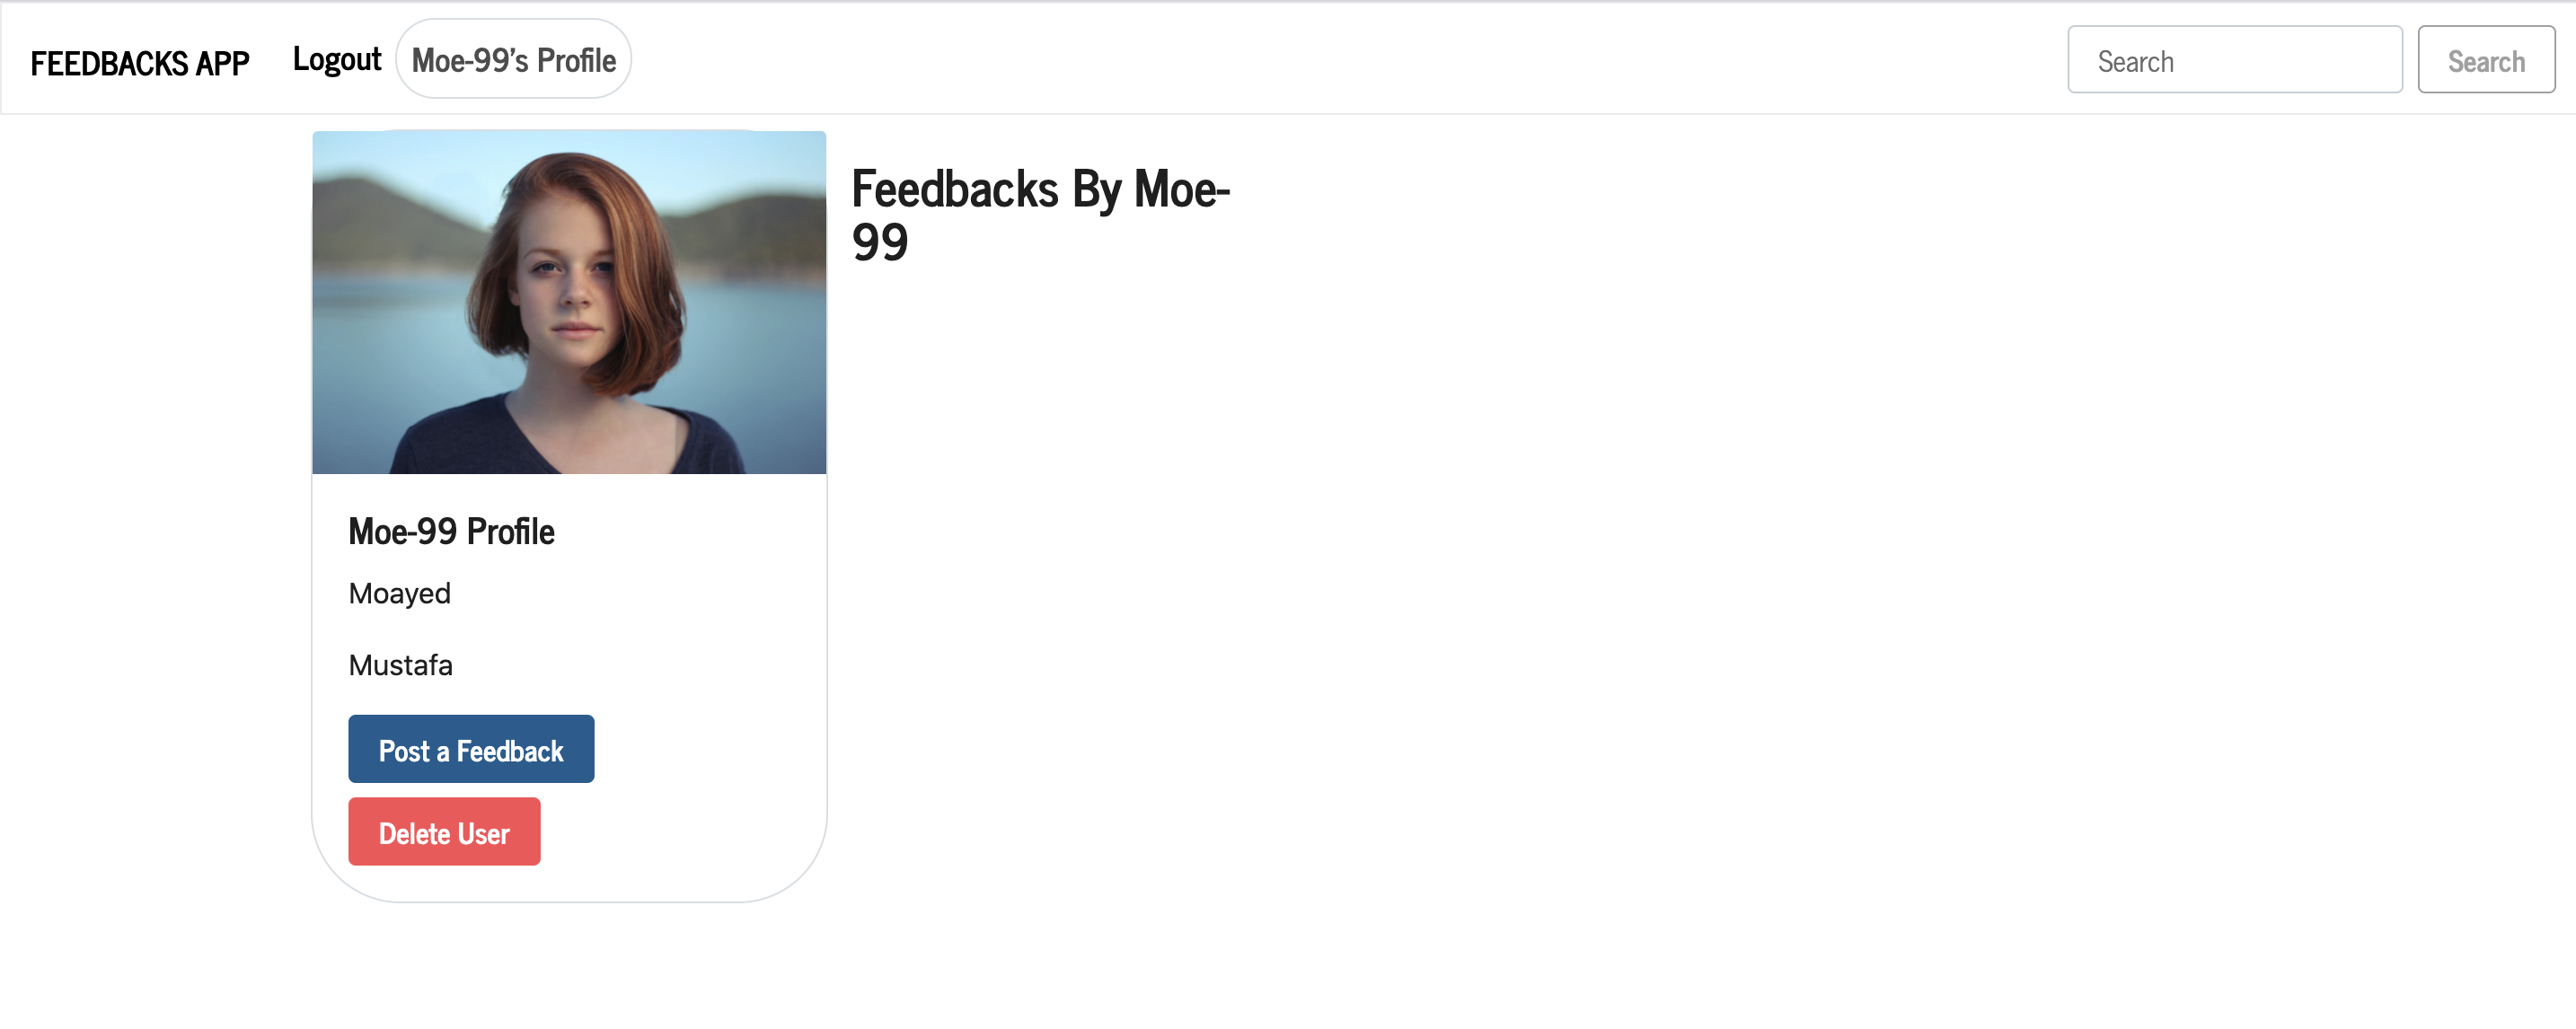 FEEDBACKS APP Logout Moe-99's Profile Search Search
Feedbacks By Moe-
99
Moe-99 Profile
Moayed
Mustafa
Post a Feedback
Delete User